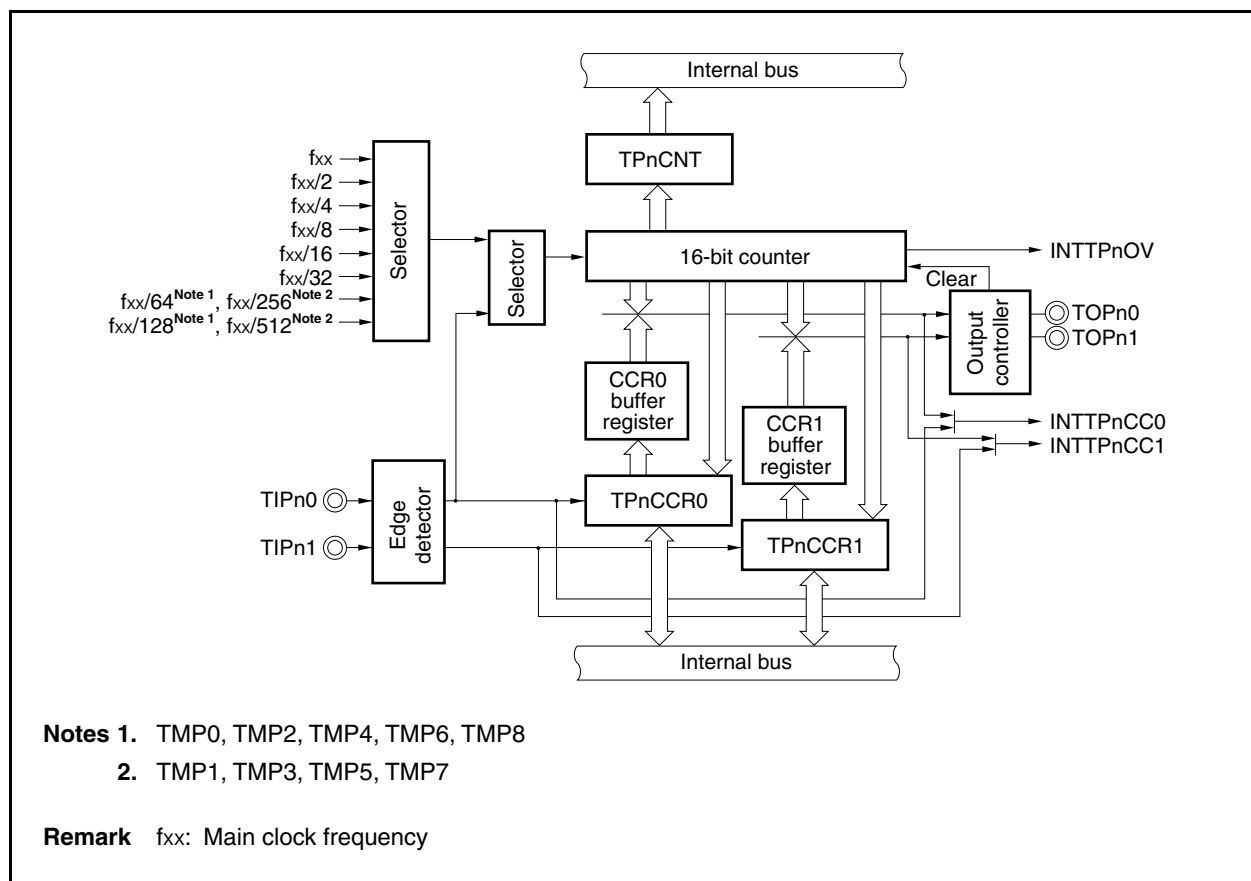 Internal bus
TPnCNT
fxx
fxx/2
fxx/4
fxx/8
fxx/16
fxx/32
fxx/64Note 1, fxx/256Note 2
fxx/128Note 1, fxx/512Note 2
Selector
Selector
16-bit counter
INTTPnOV
Clear
TOPn0
TOPn1
Output
controller
CCR0
buffer
register
CCR1
buffer
register
INTTPnCC0
INTTPnCC1
TIPn0
TIPn1
Edge
detector
TPnCCR0
TPnCCR1
Internal bus
Notes 1. TMP0, TMP2, TMP4, TMP6, TMP8
2. TMP1, TMP3, TMP5, TMP7
Remark fxx: Main clock frequency